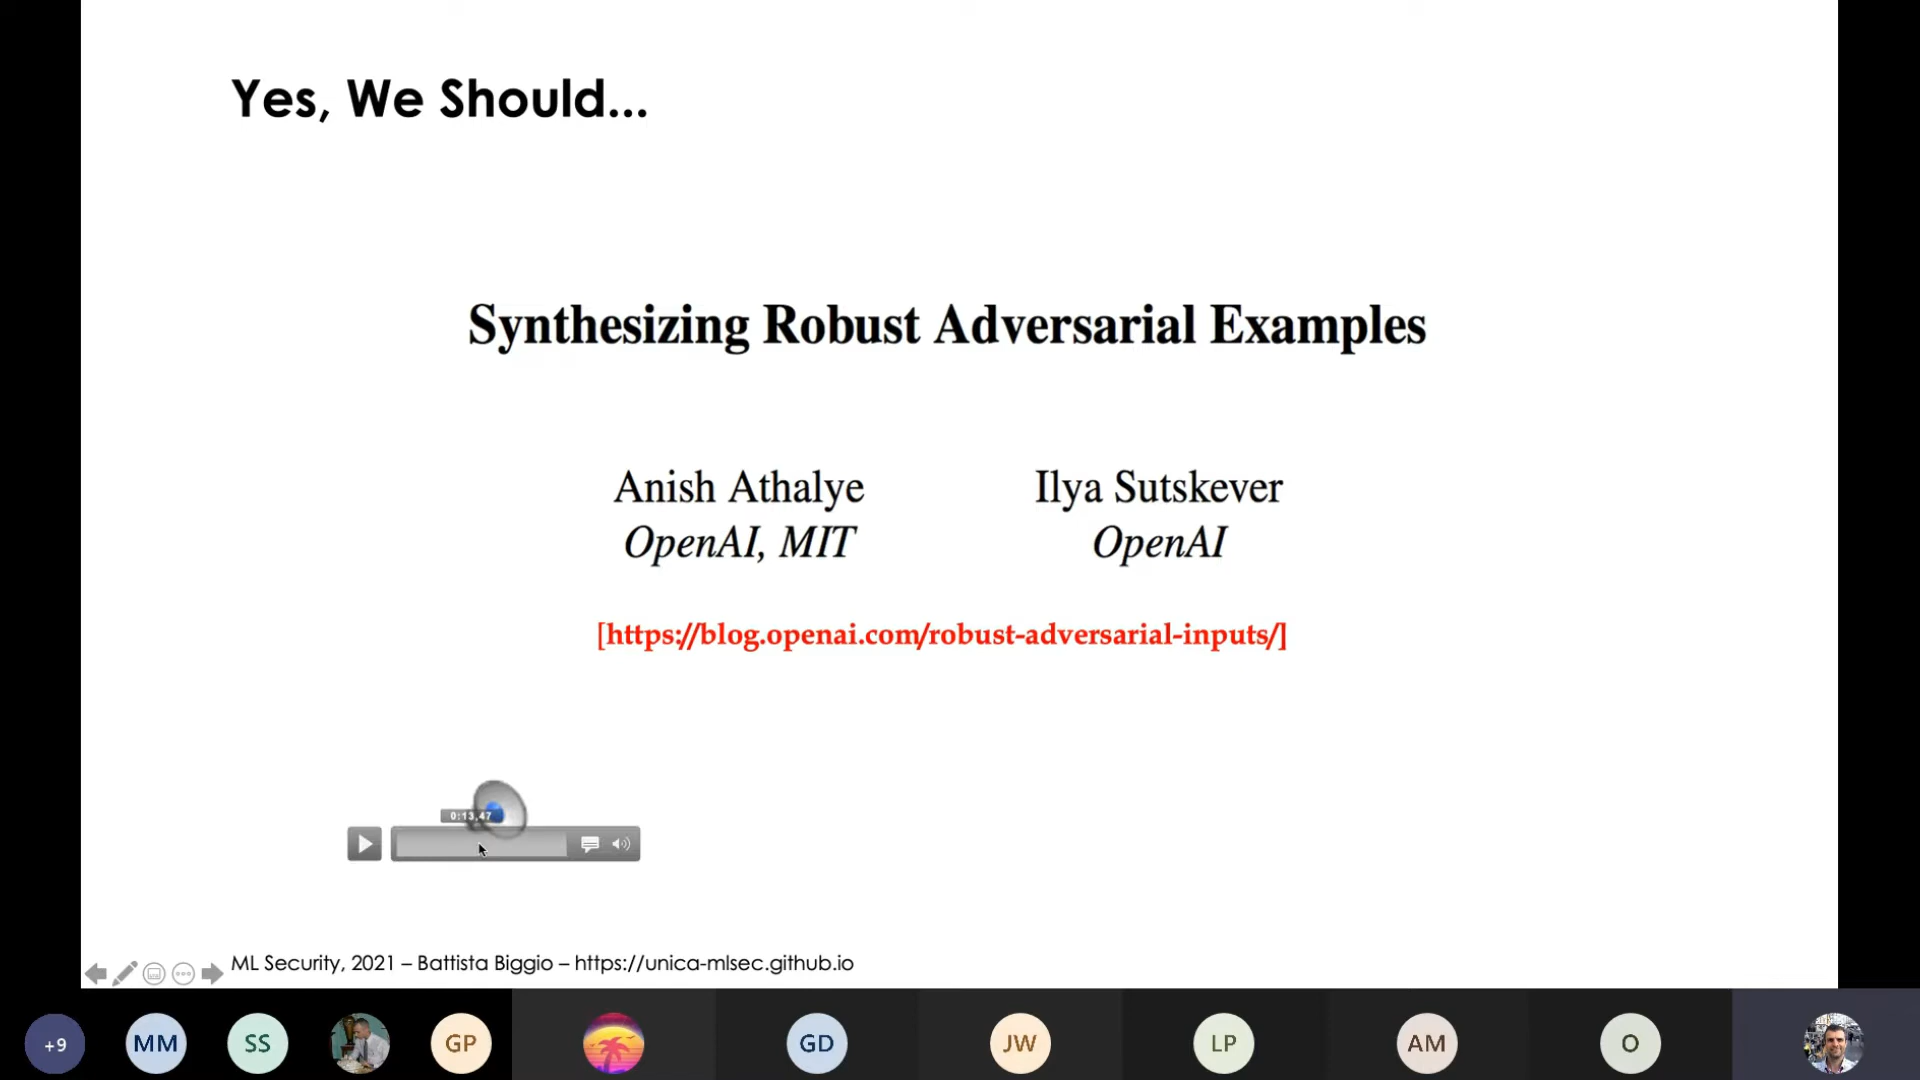 Yes, We Should...
Synthesizing Robust Adversarial Examples
Anish Athalye
Ilya Sutskever
OpenAI, MIT
OpenAI
[https://blog.openai.com/robust-adversarial-inputs/]
0:13,47
ML Security, 2021 – Battista Biggio – https://unica-mlsec.github.io
+9
MM
SS
GP
GD
JW
LP
AM
O